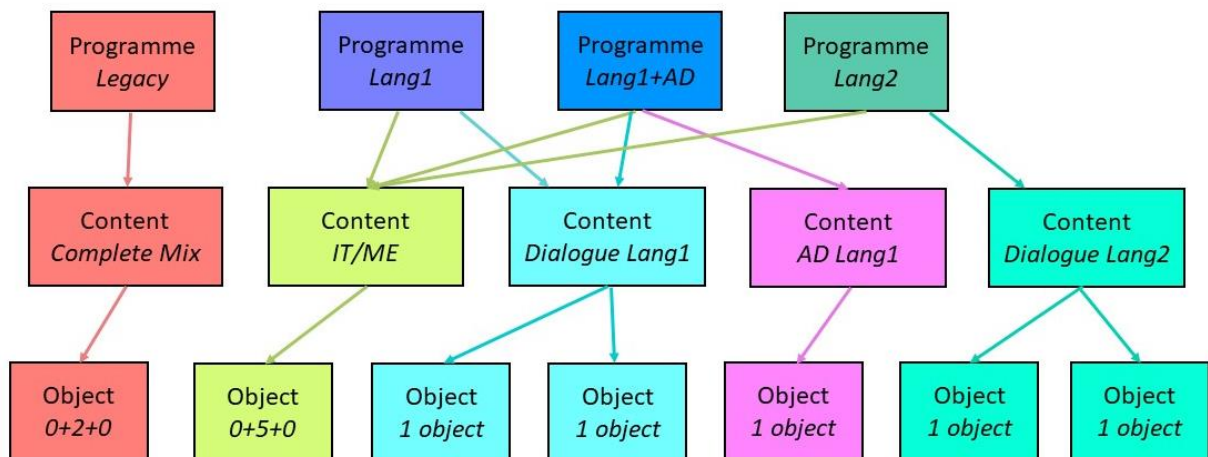 Programme
Legacy
Programme
Lang1
Programme
Lang1+AD
Programme
Lang2
Content
Complete Mix
Content
IT/ME
Content
Dialogue Lang1
Content
AD Lang1
Content
Dialogue Lang2
Object
0+2+0
Object
0+5+0
Object
1 object
Object
1 object
Object
1 object
Object
1 object
Object
1 object